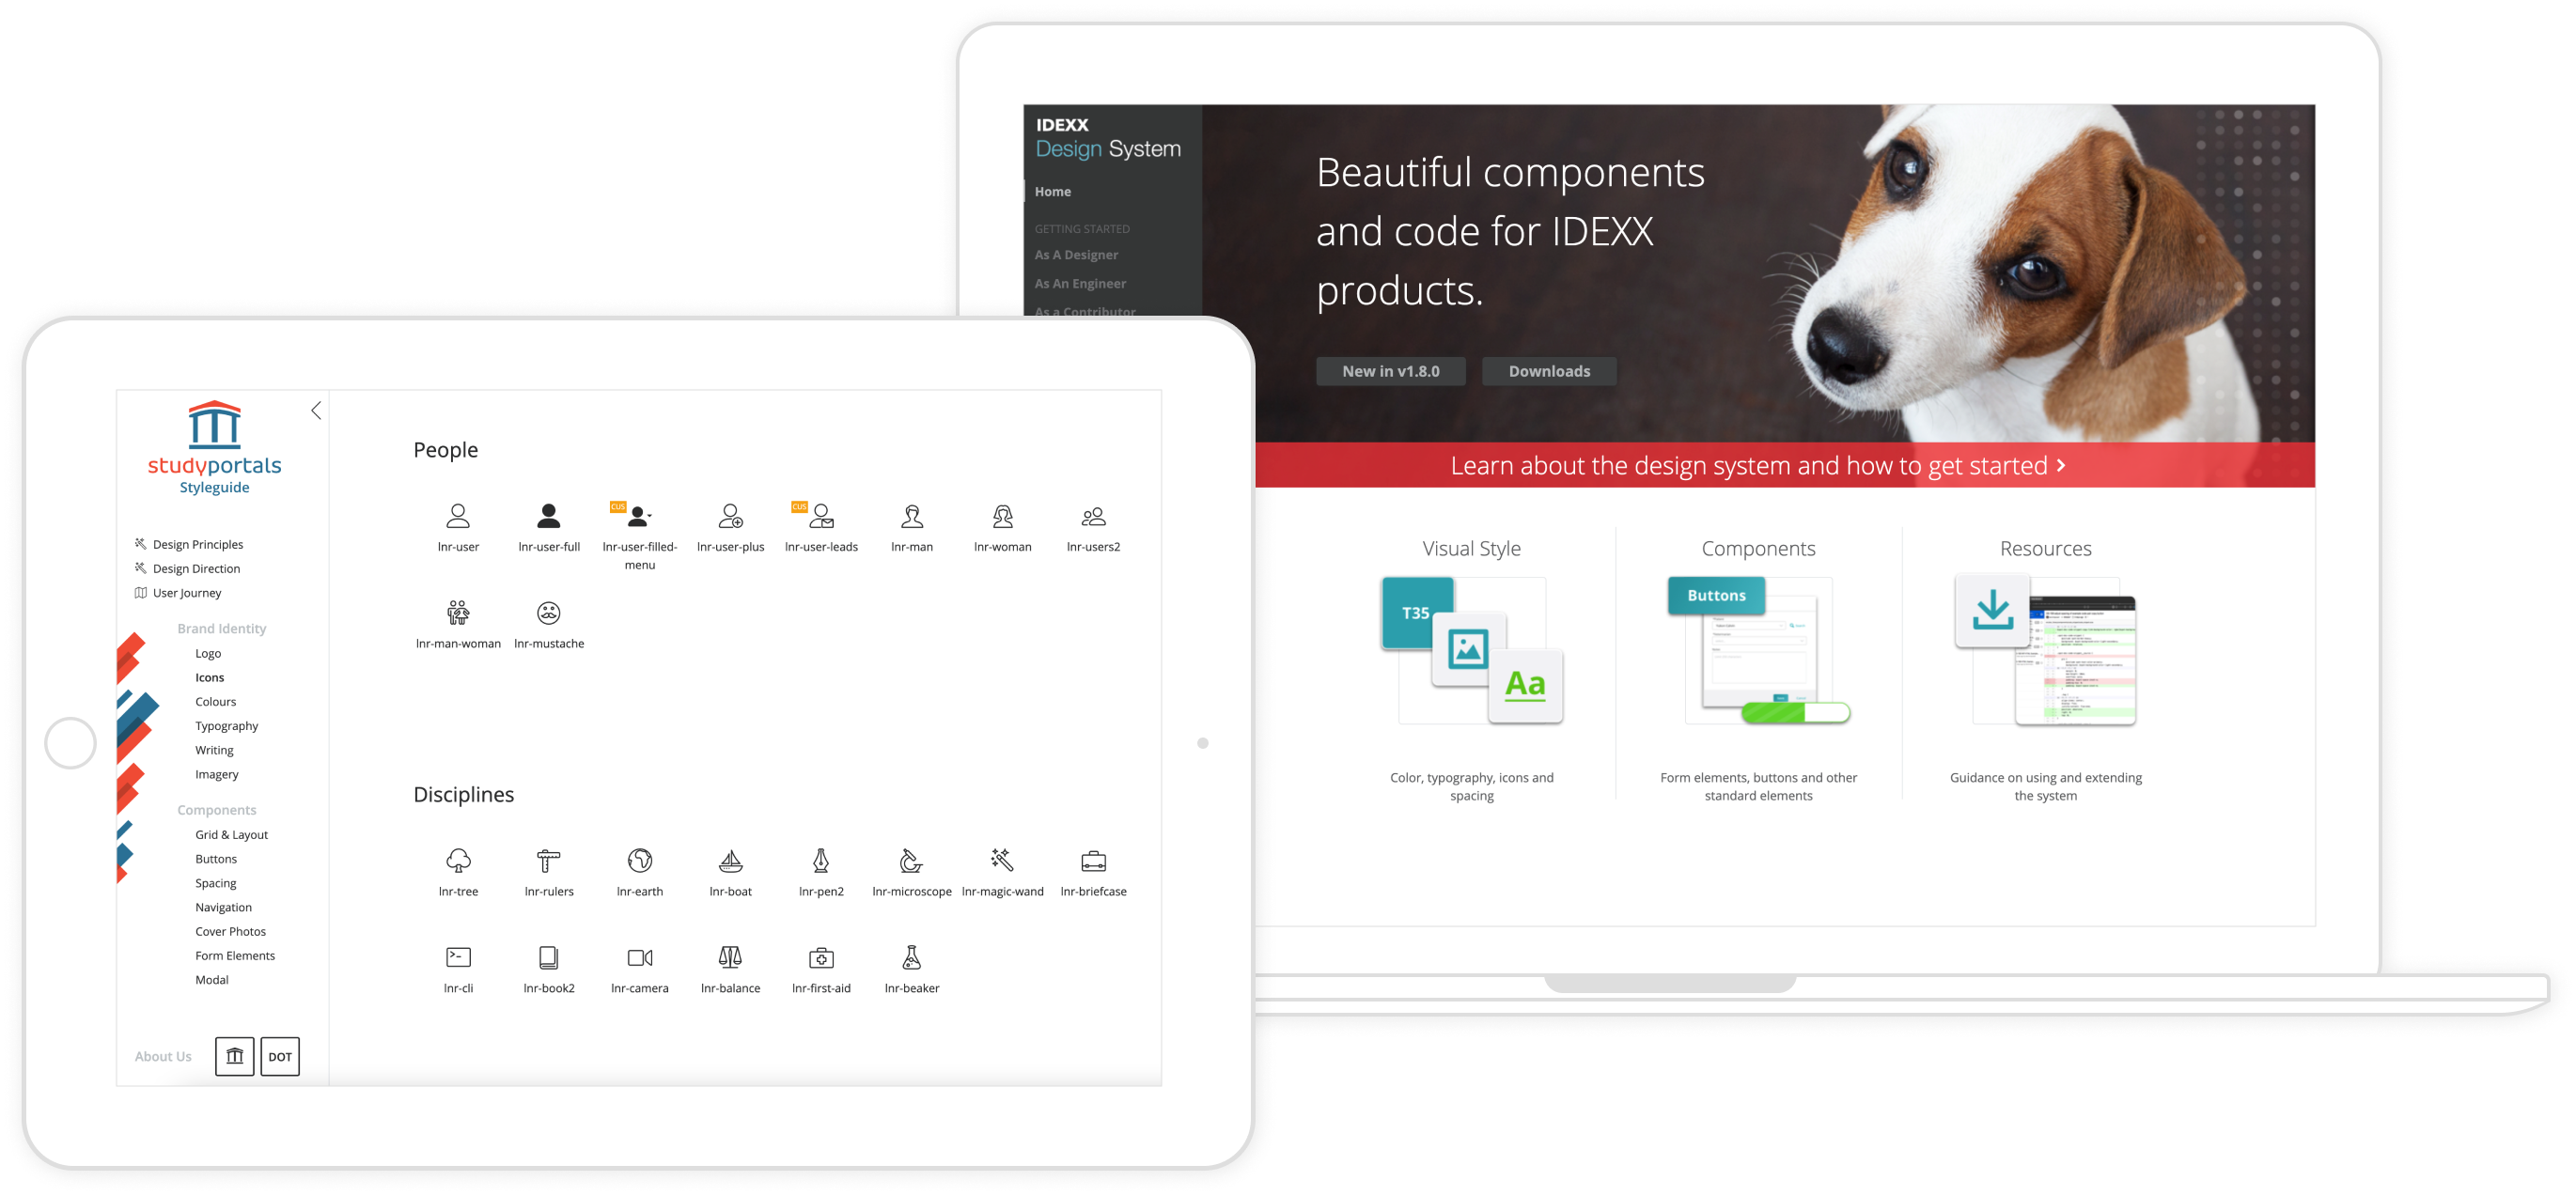 IDEXX
Design System
Home
GETTING STARTED
As A Designer
As An Engineer
As a Contributor
Beautiful components
and code for IDEXX
products.
New in v1.8.0
Downloads
Learn about the design system and how to get started
Visual Style
Components
Resources
T35
Aa
Buttons
Color, typography, icons and
spacing
Form elements, buttons and other
standard elements
Guidance on using and extending
the system
studyportals
Styleguide
Design Principles
Design Direction
User Journey
Brand Identity
Logo
Icons
Colours
Typography
Writing
Imagery
Components
Grid & Layout
Buttons
Spacing
Navigation
Cover Photos
Form Elements
Modal
About Us
DOT
People
CUS
CUS
lnr-user
lnr-user-full
lnr-user-filled-
menu
lnr-user-plus
lnr-user-leads
lnr-man
lnr-woman
lnr-users2
lnr-man-woman
lnr-mustache
Disciplines
lnr-tree
lnr-rulers
lnr-earth
lnr-boat
lnr-pen2
lnr-microscope
lnr-magic-wand
lnr-briefcase
lnr-cli
lnr-book2
lnr-camera
lnr-balance
lnr-first-aid
lnr-beaker